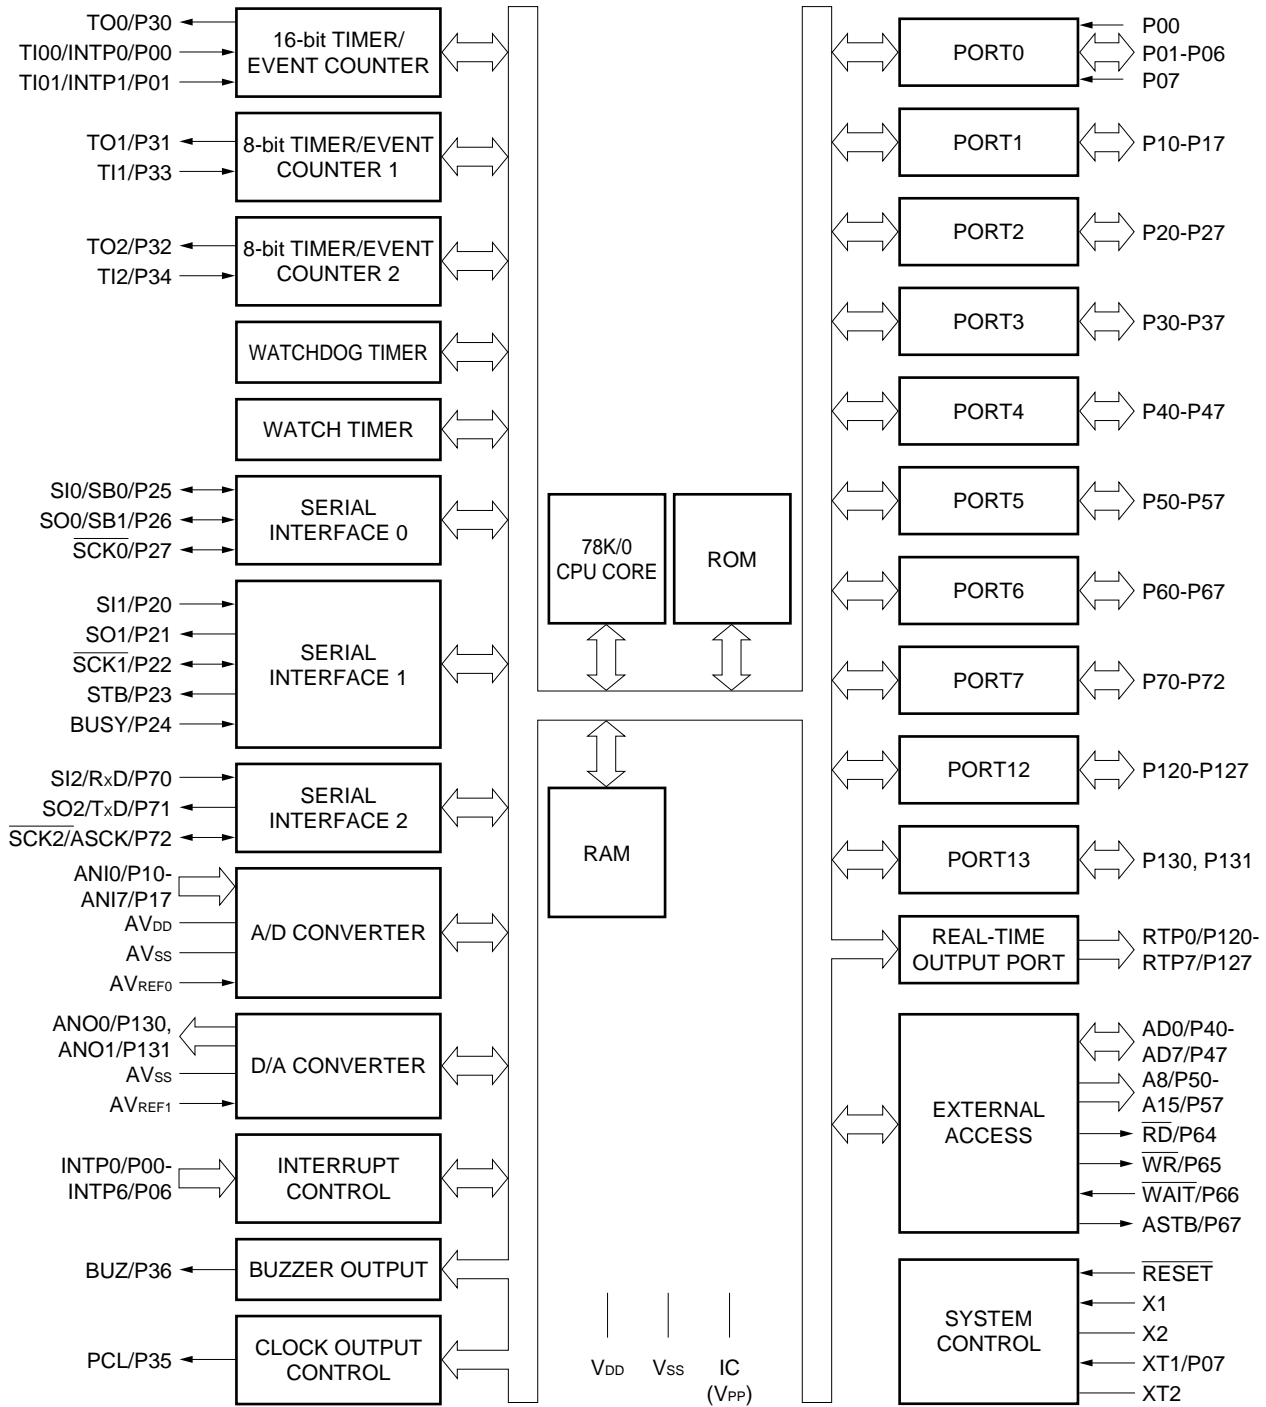 TO0/P30
TI00/INTP0/P00
TI01/INTP1/P01
16-bit TIMER/
EVENT COUNTER
TO1/P31
TI1/P33
8-bit TIMER/EVENT
COUNTER 1
TO2/P32
TI2/P34
8-bit TIMER/EVENT
COUNTER 2
WATCHDOG TIMER
WATCH TIMER
SI0/SB0/P25
SO0/SB1/P26
SCK0/P27
SERIAL
INTERFACE 0
SI1/P20
SO1/P21
SCK1/P22
STB/P23
BUSY/P24
SERIAL
INTERFACE 1
SI2/RxD/P70
SO2/TxD/P71
SCK2/ASCK/P72
SERIAL
INTERFACE 2
ANI0/P10-
ANI7/P17
AVDD
AVSS
AVREF0
A/D CONVERTER
ANO0/P130,
ANO1/P131
AVSS
AVREF1
D/A CONVERTER
INTP0/P00-
INTP6/P06
INTERRUPT
CONTROL
BUZ/P36
BUZZER OUTPUT
PCL/P35
CLOCK OUTPUT
CONTROL
78K/0
CPU CORE
ROM
RAM
VDD
VSS
IC
(VPP)
PORT0
P00
P01-P06
P07
PORT1
P10-P17
PORT2
P20-P27
PORT3
P30-P37
PORT4
P40-P47
PORT5
P50-P57
PORT6
P60-P67
PORT7
P70-P72
PORT12
P120-P127
PORT13
P130, P131
REAL-TIME
OUTPUT PORT
RTP0/P120-
RTP7/P127
EXTERNAL
ACCESS
AD0/P40-
AD7/P47
A8/P50-
A15/P57
RD/P64
WR/P65
WAIT/P66
ASTB/P67
SYSTEM
CONTROL
RESET
X1
X2
XT1/P07
XT2